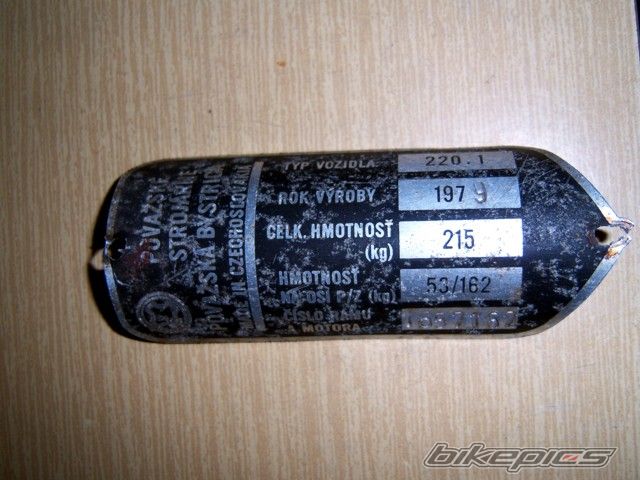 POVAŽSKÉ
STROJÁRNE
POVAŽSKÁ BYSTRICA
MADE IN CZECHOSLOVAKIA
TYP VOZIDLA 220.1
ROK VÝROBY 1979
CELK. HMOTNOSŤ (kg) 215
HMOTNOSŤ
NA OSI P/Z (kg) 53/162
ČÍSLO RÁMU
A MOTORA
bikepics